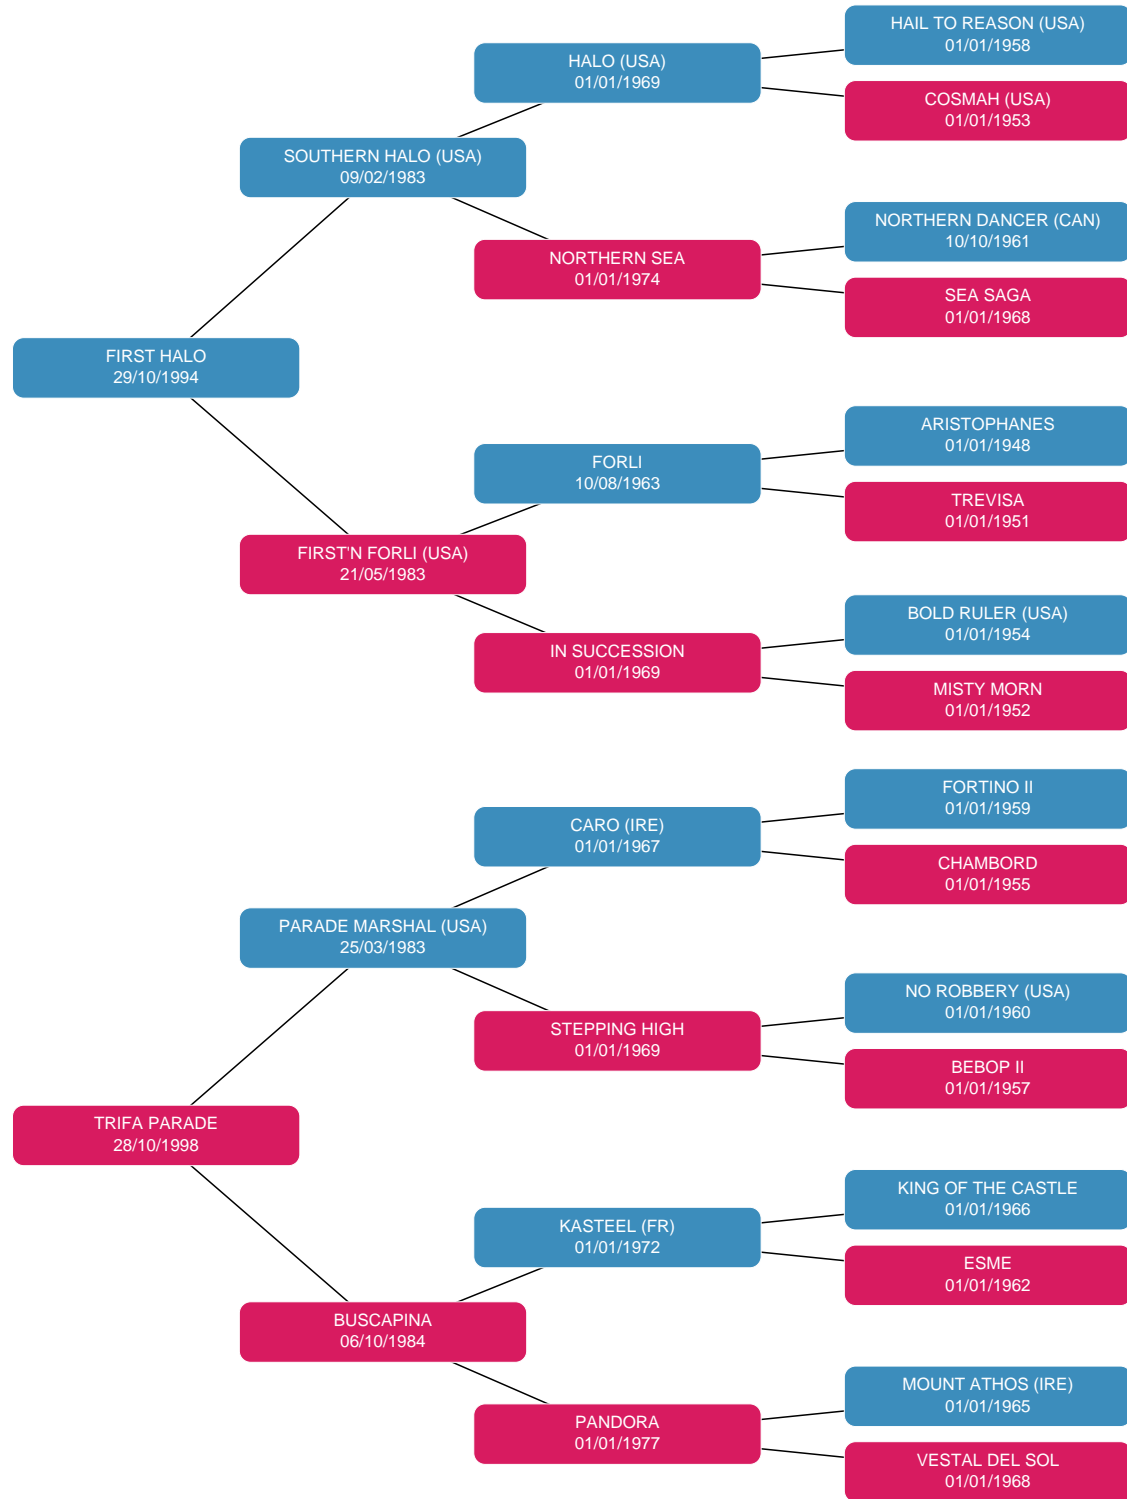 HAIL TO REASON (USA)
01/01/1958
HALO (USA)
01/01/1969
COSMAH (USA)
01/01/1953
SOUTHERN HALO (USA)
09/02/1983
NORTHERN DANCER (CAN)
10/10/1961
NORTHERN SEA
01/01/1974
SEA SAGA
01/01/1968
FIRST HALO
29/10/1994
ARISTOPHANES
01/01/1948
FORLI
10/08/1963
TREVISA
01/01/1951
FIRST'N FORLI (USA)
21/05/1983
BOLD RULER (USA)
01/01/1954
IN SUCCESSION
01/01/1969
MISTY MORN
01/01/1952
FORTINO II
01/01/1959
CARO (IRE)
01/01/1967
CHAMBORD
01/01/1955
PARADE MARSHAL (USA)
25/03/1983
NO ROBBERY (USA)
01/01/1960
STEPPING HIGH
01/01/1969
BEBOP II
01/01/1957
TRIFA PARADE
28/10/1998
KING OF THE CASTLE
01/01/1966
KASTEEL (FR)
01/01/1972
ESME
01/01/1962
BUSCAPINA
06/10/1984
MOUNT ATHOS (IRE)
01/01/1965
PANDORA
01/01/1977
VESTAL DEL SOL
01/01/1968